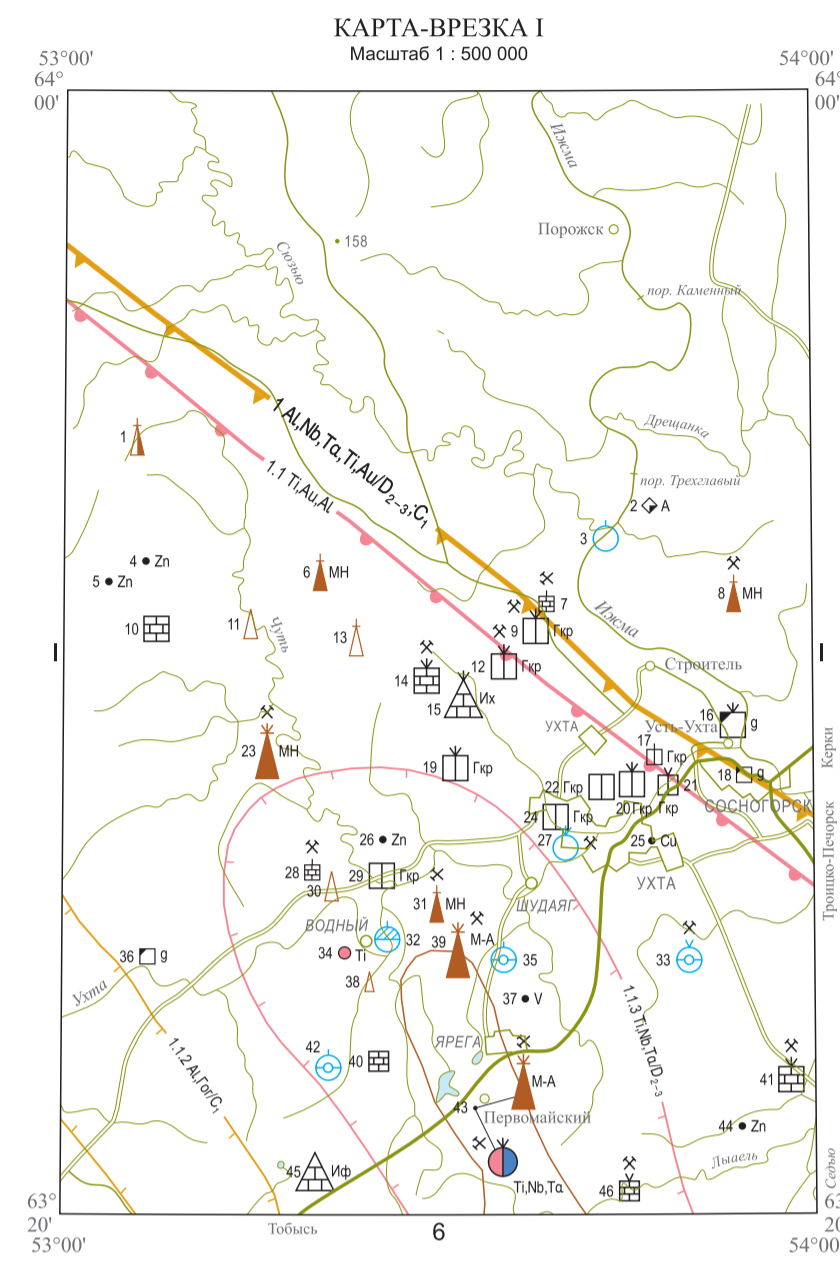 КАРТА-ВРЕЗКА I
Масштаб 1 : 500 000
53°00'
54°00'
64°
00'
64°
00'
Ижма
Порожск
158
Сюзью
пор. Каменный
1 Al,Nb,Ta,Ti,Au/D₂₋₃;C₁
Дрещанка
1
1.1 Ti,Au,Al
пор. Трехглавый
2 А
3
4 Zn
5 Zn
6 МН
7
8 МН
9 Гкр
10
11
Чуть
13
12 Гкр
Ижма
I
I
Строитель
14
15 Их
16 g
УХТА
Усть-Ухта
17 Гкр
23 МН
19 Гкр
18 g
Керки
22 Гкр
20 Гкр
21 Гкр
СОСНОГОРСК
24 Гкр
26 Zn
27
25 Cu
28
29 Гкр
УХТА
30
31 МН
ШУДАЯГ
Троицко-Печорск
ВОДНЫЙ
32
39 М-А
34 Ti
35
33
36 g
38
Ухта
37 V
1.1.3 Ti,Nb,Ta/D₂₋₃
1.1.2 Al,Гог/C₁
ЯРЕГА
42
40
М-А
41
43
Первомайский
44 Zn
Лыаель
45 Иф
Ti,Nb,Ta
46
Седью
63°
20'
63°
20'
Тобысь
6
53°00'
54°00'